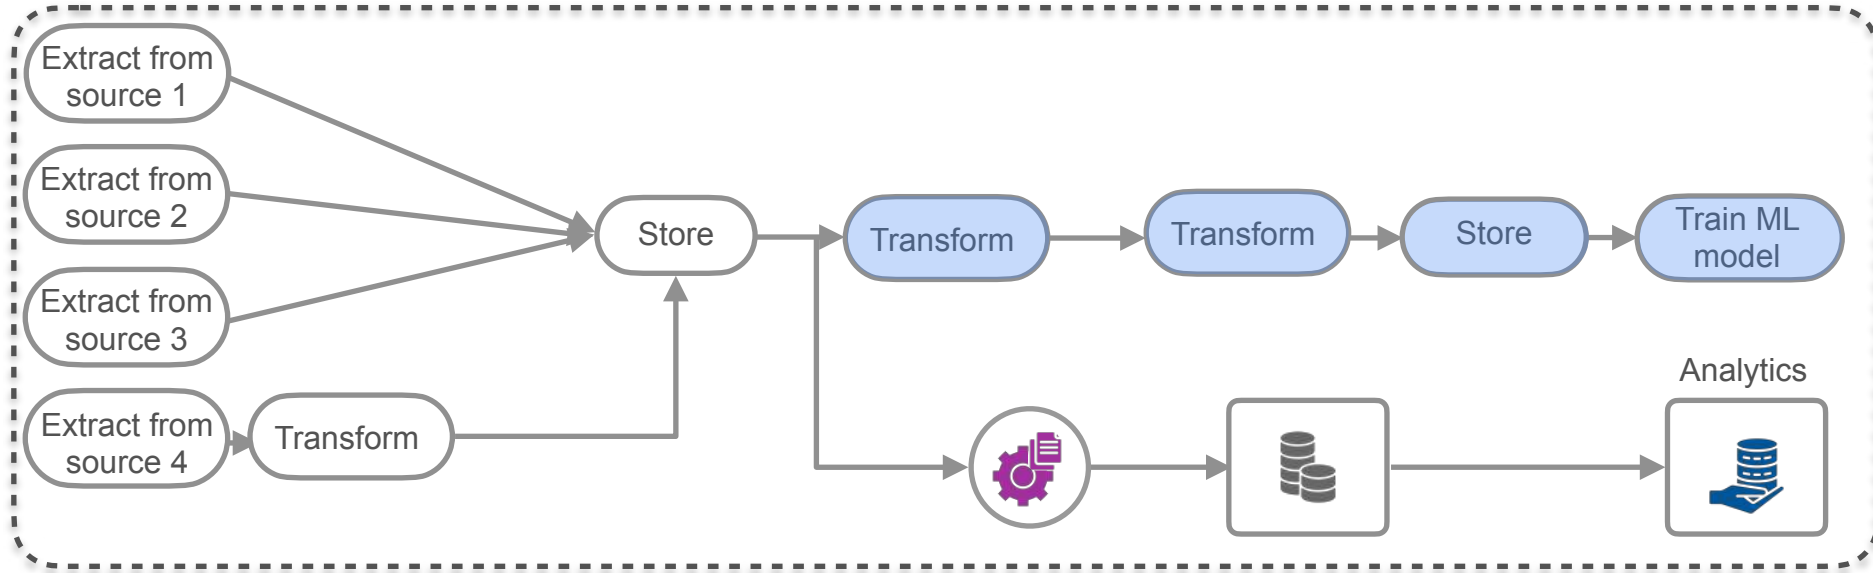 Extract from
source 1
Extract from
source 2
Extract from
source 3
Extract from
source 4
Transform
Store
Transform
Transform
Store
Train ML
model
Analytics